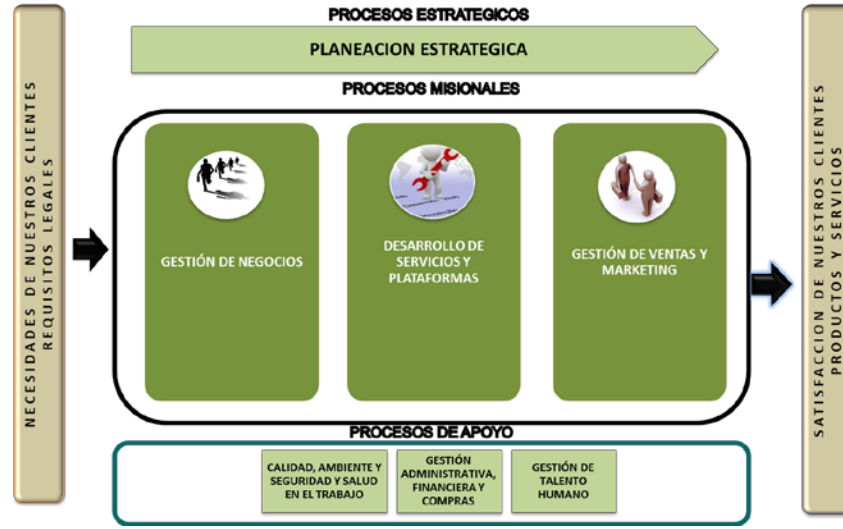 PROCESOS ESTRATEGICOS
PLANEACION ESTRATEGICA
PROCESOS MISIONALES
NECESIDADES DE NUESTROS CLIENTES
REQUISITOS LEGALES
GESTIÓN DE NEGOCIOS
DESARROLLO DE
SERVICIOS Y
PLATAFORMAS
GESTIÓN DE VENTAS Y
MARKETING
SATISFACCION DE NUESTROS CLIENTES
PRODUCTOS Y SERVICIOS
PROCESOS DE APOYO
CALIDAD, AMBIENTE Y
SEGURIDAD Y SALUD
EN EL TRABAJO
GESTIÓN
ADMINISTRATIVA,
FINANCIERA Y
COMPRAS
GESTIÓN DE
TALENTO
HUMANO